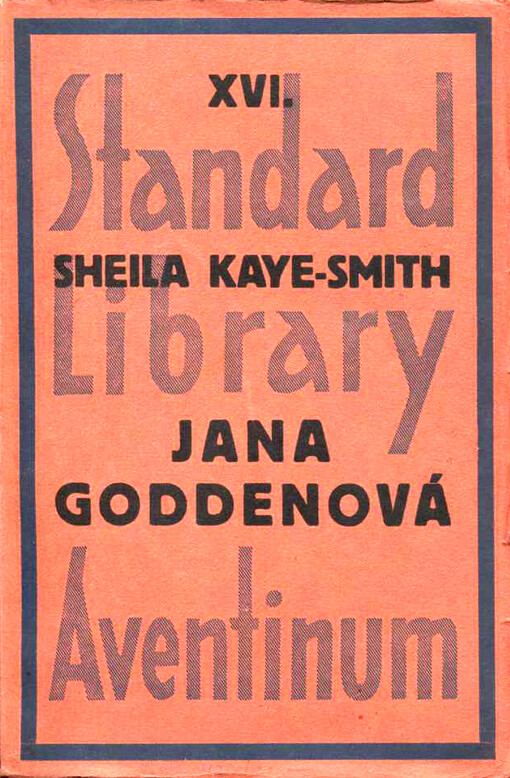 XVI.
Standard
SHEILA KAYE-SMITH
Library
JANA
GODDENOVÁ
Aventinum